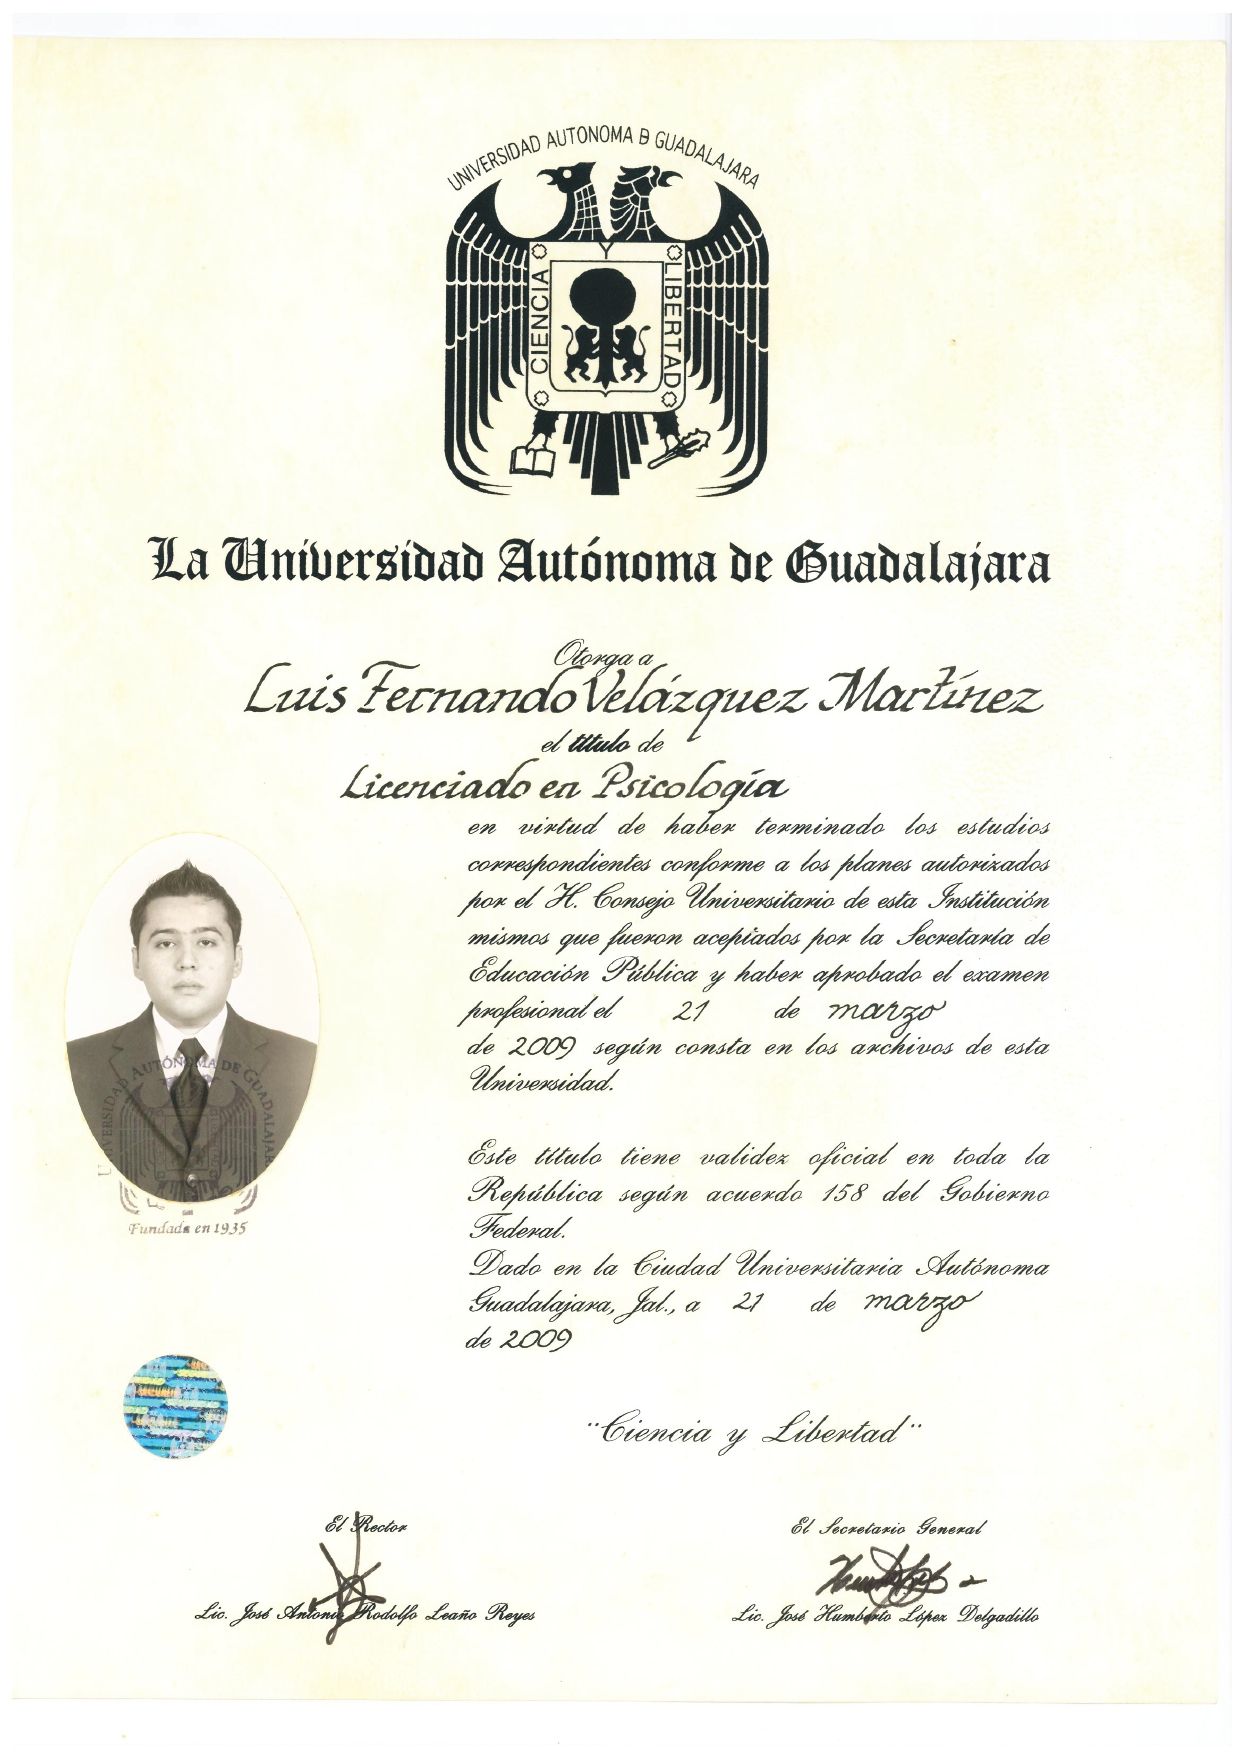 UNIVERSIDAD AUTONOMA D GUADALAJARA
CIENCIA Y LIBERTAD
La Universidad Autónoma de Guadalajara
Otorga a
Luis Fernando Velázquez Martínez
el título de
Licenciado en Psicología
en virtud de haber terminado los estudios
correspondientes conforme a los planes autorizados
por el H. Consejo Universitario de esta Institución
mismos que fueron aceptados por la Secretaría de
Educación Pública y haber aprobado el examen
profesional el 21 de marzo
de 2009 según consta en los archivos de esta
Universidad.
UNIVERSIDAD AUTÓNOMA DE GUADALAJARA
Fundada en 1935
Este título tiene validez oficial en toda la
República según acuerdo 158 del Gobierno
Federal.
Dado en la Ciudad Universitaria Autónoma
Guadalajara, Jal., a 21 de marzo
de 2009
"Ciencia y Libertad"
El Rector
Lic. José Antonio Rodolfo Leaño Reyes
El Secretario General
Lic. José Humberto López Delgadillo